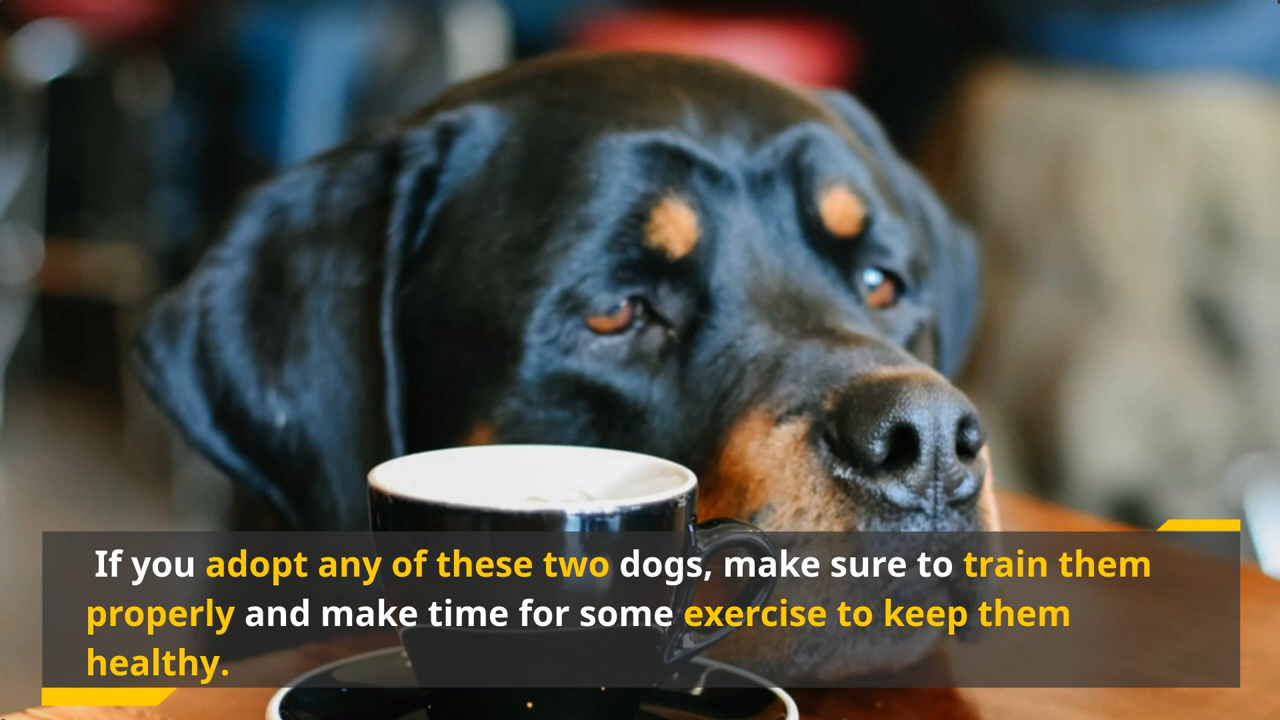 If you adopt any of these two dogs, make sure to train them
properly and make time for some exercise to keep them
healthy.